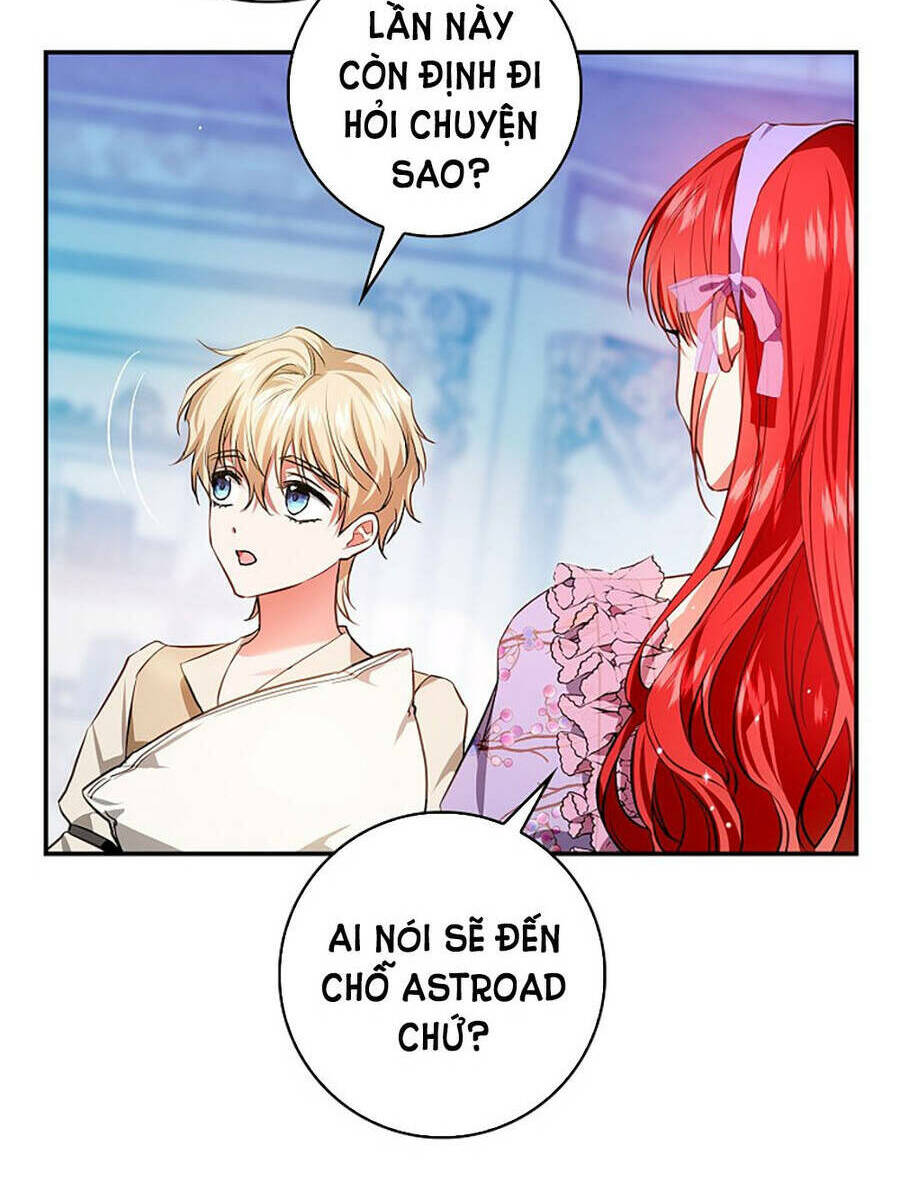 LẦN NÀY
CÒN ĐỊNH ĐI
HỎI CHUYỆN
SAO?
AI NÓI SẼ ĐẾN
CHỖ ASTROAD
CHỨ?